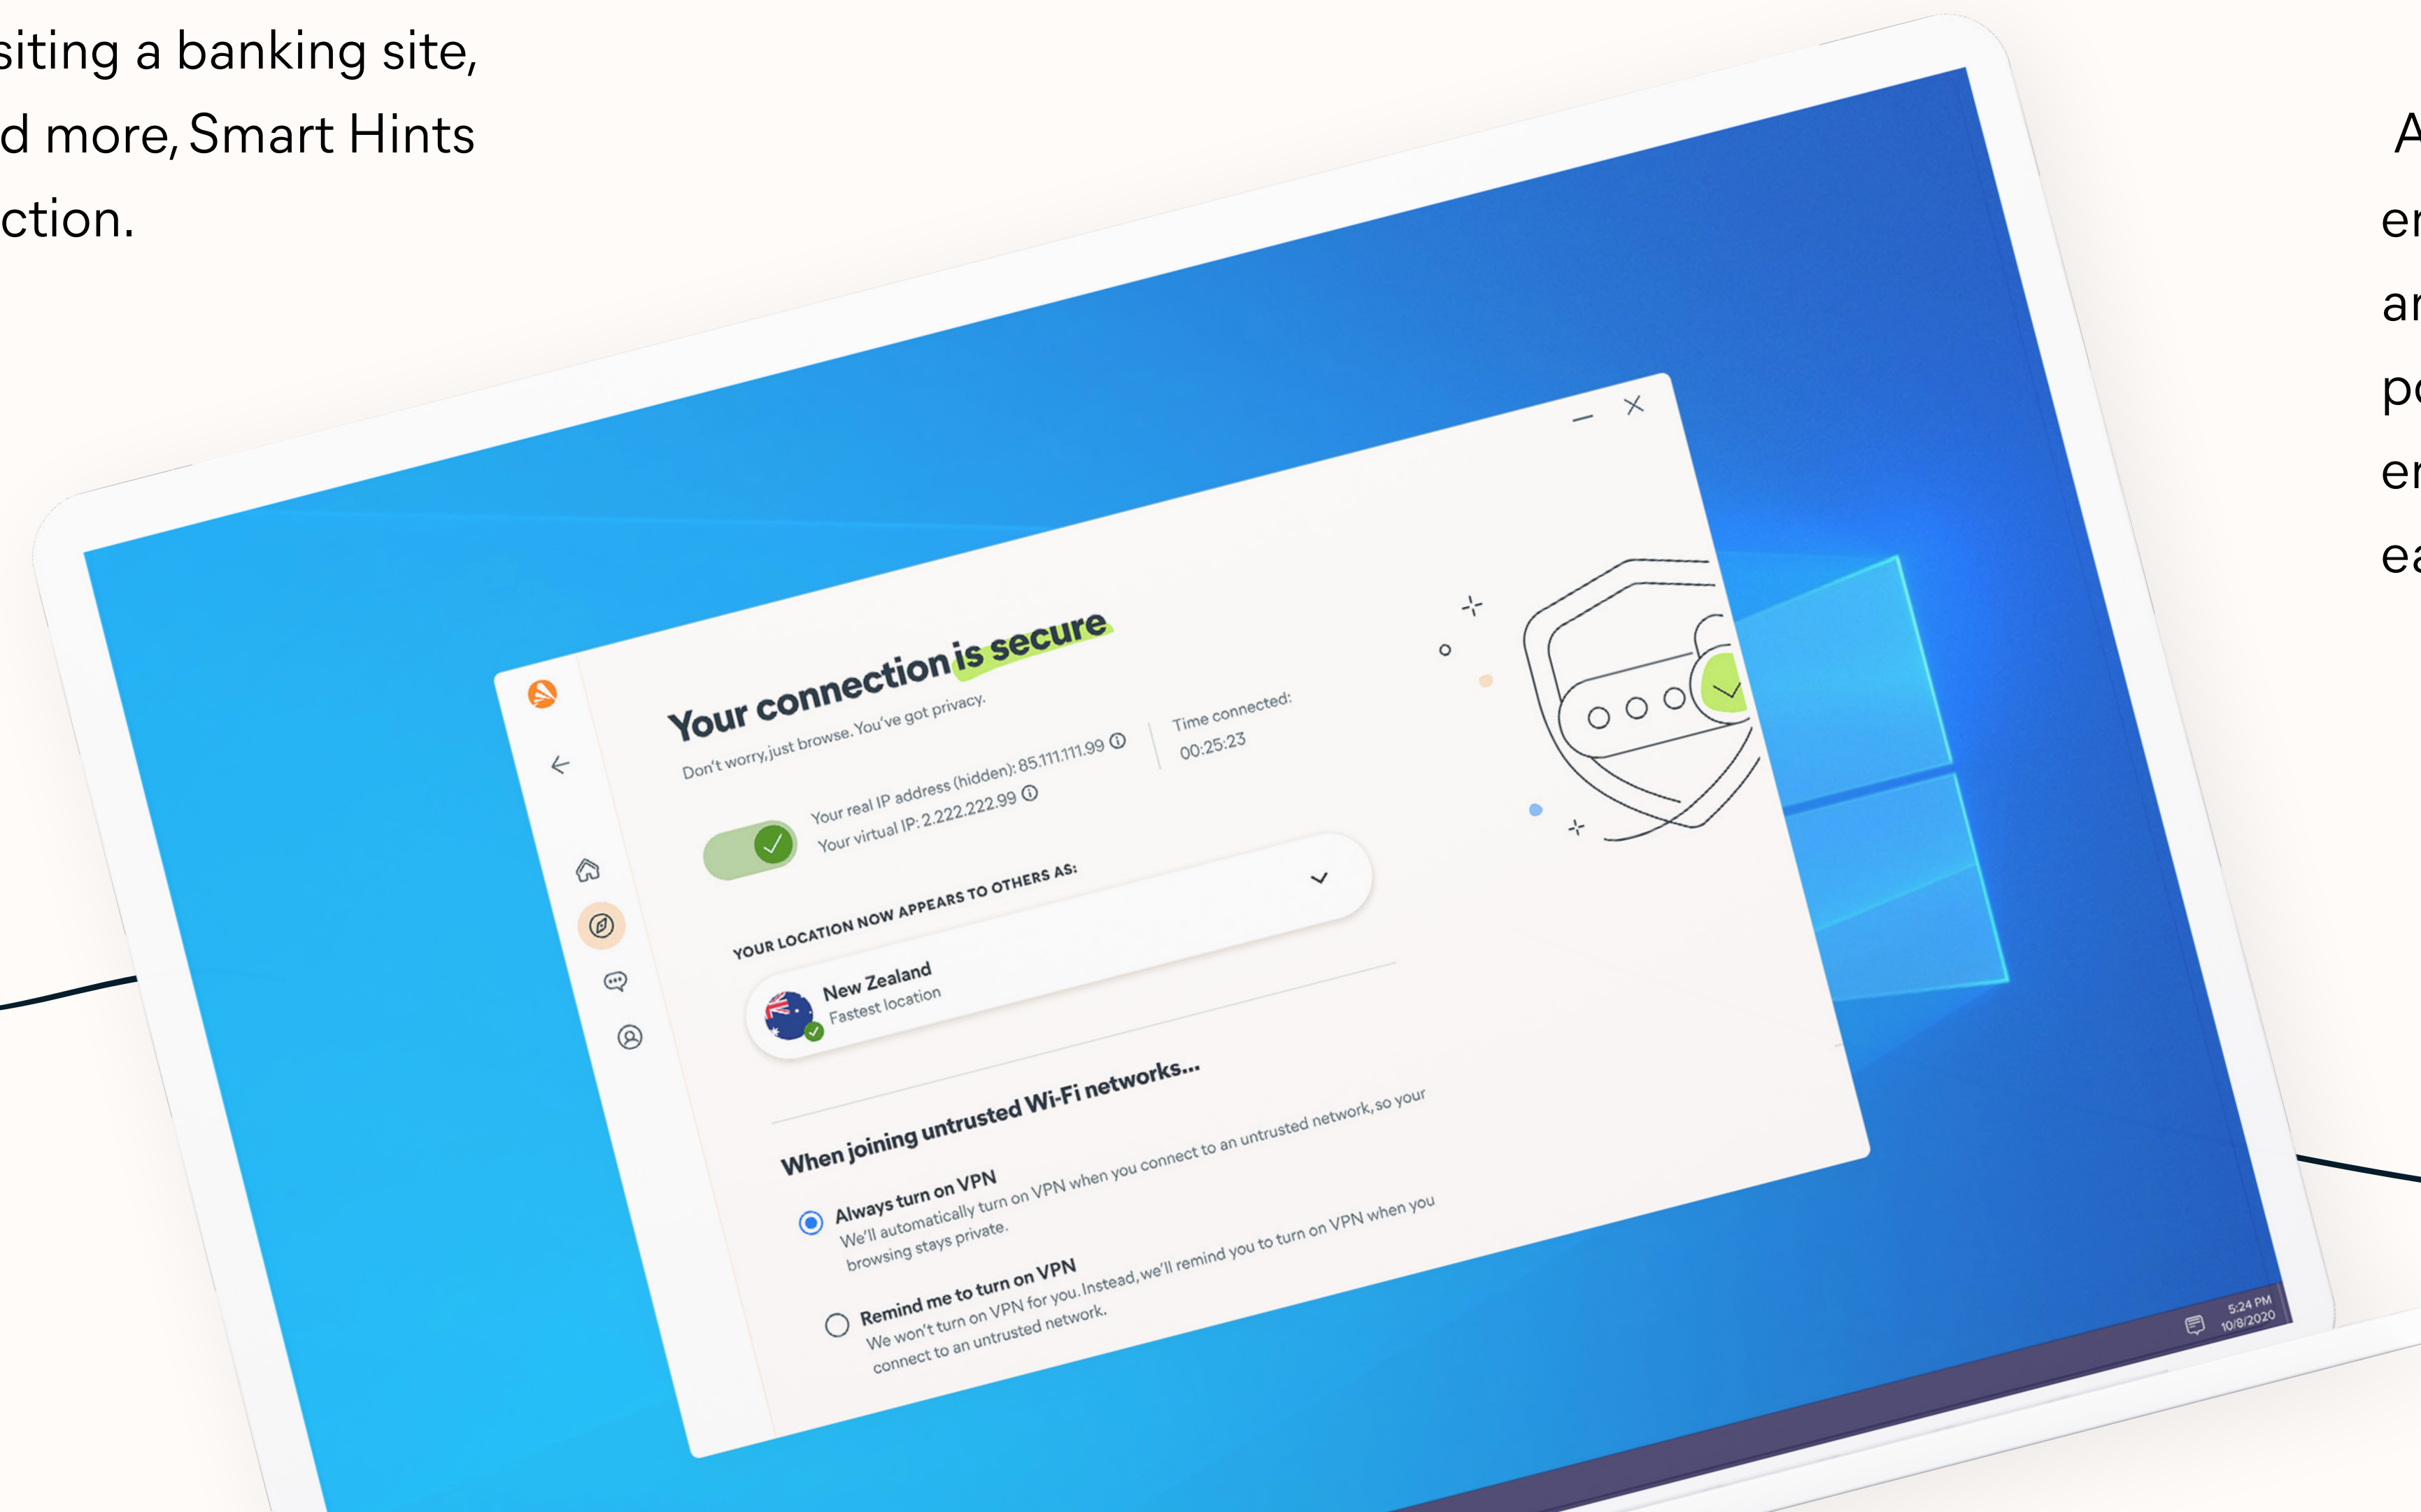 siting a banking site,
d more, Smart Hints
ction.
Your connection is secure
Don't worry, just browse. You've got privacy.
Your real IP address (hidden): 85.111.111.99
Your virtual IP: 2.222.222.99
Time connected:
00:25:23
YOUR LOCATION NOW APPEARS TO OTHERS AS:
New Zealand
Fastest location
When joining untrusted Wi-Fi networks...
Always turn on VPN
We'll automatically turn on VPN when you connect to an untrusted network, so your
browsing stays private.
Remind me to turn on VPN
We won't turn on VPN for you. Instead, we'll remind you to turn on VPN when you
connect to an untrusted network.
5:24 PM
10/8/2020
A
er
ar
po
er
ea